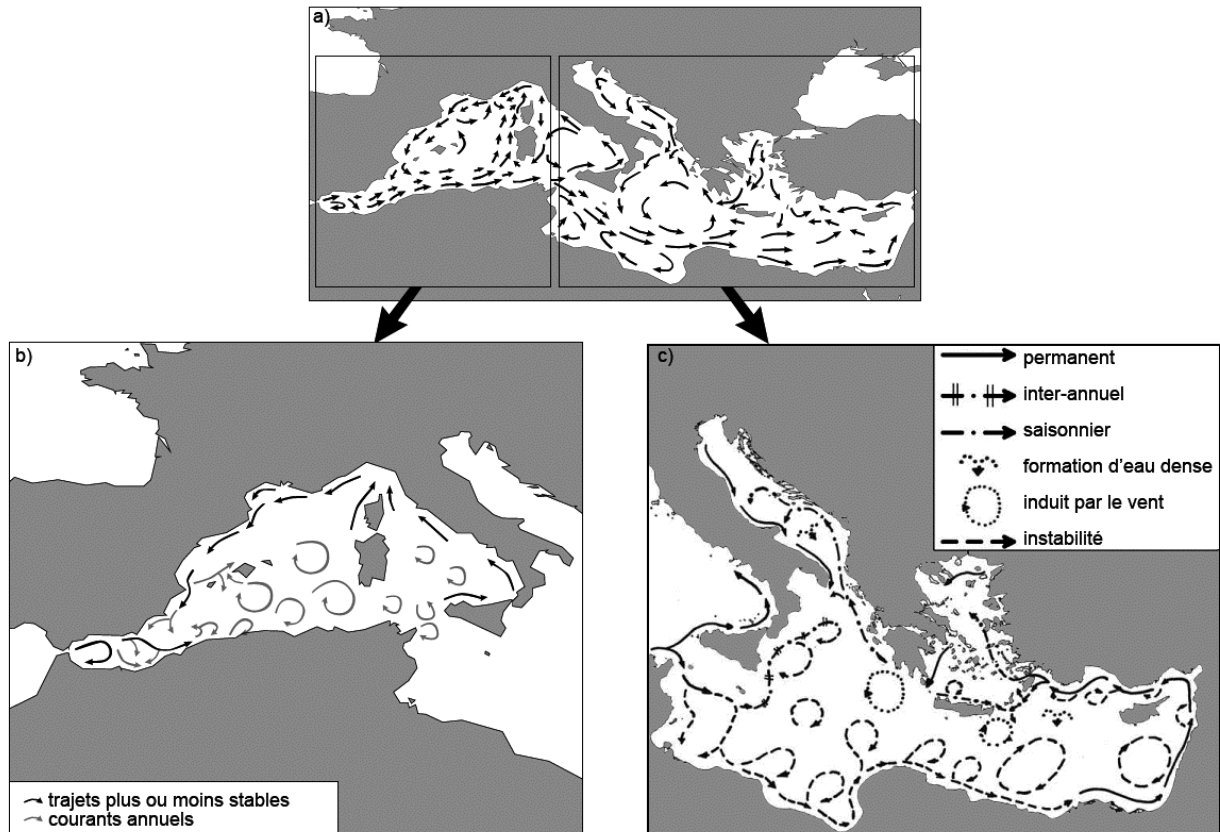 a)
b)
trajets plus ou moins stables
courants annuels
c)
permanent
inter-annuel
saisonnier
formation d'eau dense
induit par le vent
instabilité